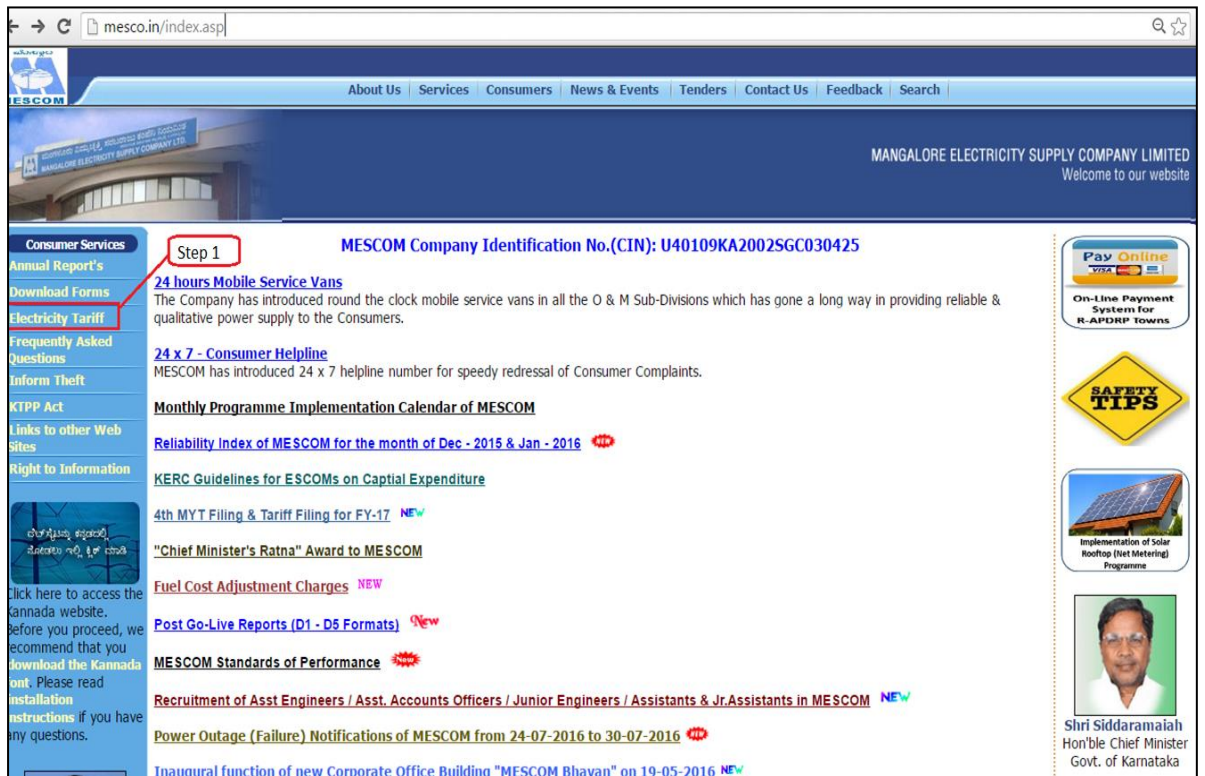 mesco.in/index.asp
MESCOM
About Us Services Consumers News & Events Tenders Contact Us Feedback Search
MANGALORE ELECTRICITY SUPPLY COMPANY LTD.
MANGALORE ELECTRICITY SUPPLY COMPANY LIMITED
Welcome to our website
Consumer Services
Annual Report's
Download Forms
Electricity Tariff
Frequently Asked
Questions
Inform Theft
KTPP Act
Links to other Web
Sites
Right to Information
ವೆಬ್‌ಸೈಟನ್ನು ಕನ್ನಡದಲ್ಲಿ
ನೋಡಲು ಇಲ್ಲಿ ಕ್ಲಿಕ್ ಮಾಡಿ
Click here to access the
Kannada website.
Before you proceed, we
recommend that you
download the Kannada
font. Please read
installation
instructions if you have
any questions.
Step 1
MESCOM Company Identification No.(CIN): U40109KA2002SGC030425
24 hours Mobile Service Vans
The Company has introduced round the clock mobile service vans in all the O & M Sub-Divisions which has gone a long way in providing reliable &
qualitative power supply to the Consumers.
24 x 7 - Consumer Helpline
MESCOM has introduced 24 x 7 helpline number for speedy redressal of Consumer Complaints.
Monthly Programme Implementation Calendar of MESCOM
Reliability Index of MESCOM for the month of Dec - 2015 & Jan - 2016 NEW
KERC Guidelines for ESCOMs on Captial Expenditure
4th MYT Filing & Tariff Filing for FY-17 NEW
"Chief Minister's Ratna" Award to MESCOM
Fuel Cost Adjustment Charges NEW
Post Go-Live Reports (D1 - D5 Formats) New
MESCOM Standards of Performance New
Recruitment of Asst Engineers / Asst. Accounts Officers / Junior Engineers / Assistants & Jr.Assistants in MESCOM NEW
Power Outage (Failure) Notifications of MESCOM from 24-07-2016 to 30-07-2016 NEW
Inaugural function of new Corporate Office Building "MESCOM Bhavan" on 19-05-2016 NEW
Pay Online
VISA
On-Line Payment
System for
R-APDRP Towns
SAFETY
TIPS
Implementation of Solar
Rooftop (Net Metering)
Programme
Shri Siddaramaiah
Hon'ble Chief Minister
Govt. of Karnataka